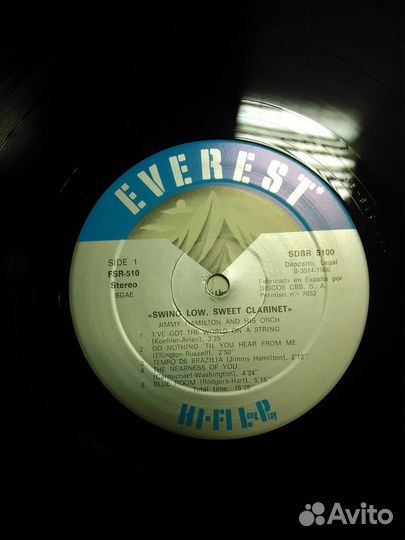 EVEREST
SIDE 1
FSR-510
Stereo
SGAE
SDBR 5100
Depósito Legal
B-3514-1986
Fabricado en España por
DISCOS CBS, S. A.
Permiso n.º 1053
«SWING LOW, SWEET CLARINET»
JIMMY HAMILTON AND HIS ORCH.
1 I'VE GOT THE WORLD ON A STRING
(Koehler-Arlen), 3'25"
2 DO NOTHING 'TIL YOU HEAR FROM ME
(Ellington-Russell), 2'50"
3 TEMPO DE BRAZILIA (Jimmy Hamilton), 2'12"
4 THE NEARNESS OF YOU
(Carmichael-Washington),
5 BLUE ROOM (Rodgers-Hart), 5'15"
Total time: 18'28"
HI-FI Long Play
Avito